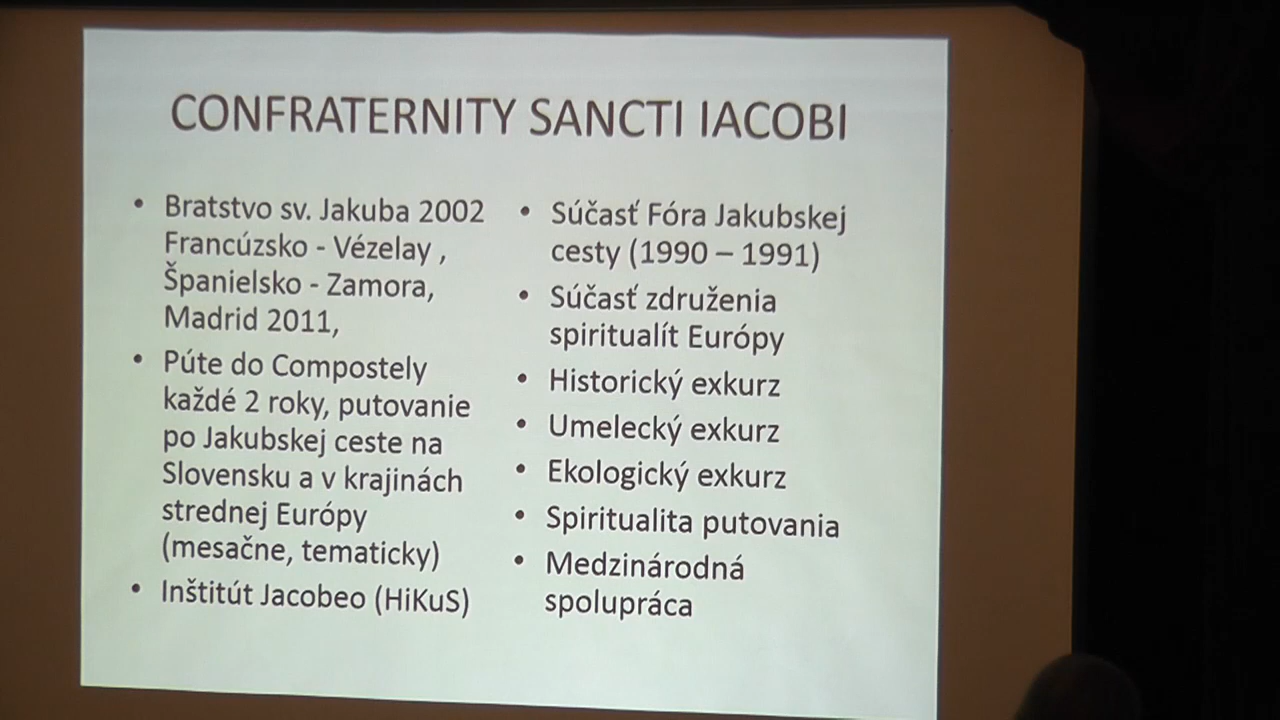 CONFRATERNITY SANCTI IACOBI
• Bratstvo sv. Jakuba 2002
Francúzsko - Vézelay ,
Španielsko - Zamora,
Madrid 2011,
• Púte do Compostely
každé 2 roky, putovanie
po Jakubskej ceste na
Slovensku a v krajinách
strednej Európy
(mesačne, tematicky)
• Inštitút Jacobeo (HiKuS)
• Súčasť Fóra Jakubskej
cesty (1990 – 1991)
• Súčasť združenia
spiritualít Európy
• Historický exkurz
• Umelecký exkurz
• Ekologický exkurz
• Spiritualita putovania
• Medzinárodná
spolupráca